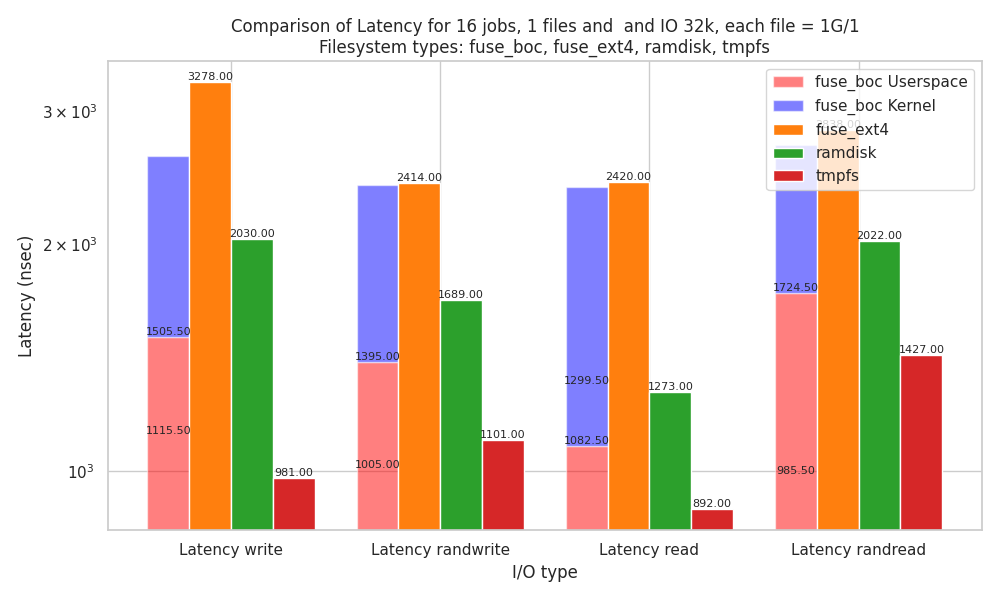 Comparison of Latency for 16 jobs, 1 files and  and IO 32k, each file = 1G/1
Filesystem types: fuse_boc, fuse_ext4, ramdisk, tmpfs
fuse_boc Userspace
fuse_boc Kernel
fuse_ext4
ramdisk
tmpfs
Latency (nsec)
3 × 10³
2 × 10³
10³
1505.50
1115.50
3278.00
2030.00
981.00
1395.00
1005.00
2414.00
1689.00
1101.00
1299.50
1082.50
2420.00
1273.00
892.00
1724.50
985.50
2838.00
2022.00
1427.00
Latency write
Latency randwrite
Latency read
Latency randread
I/O type